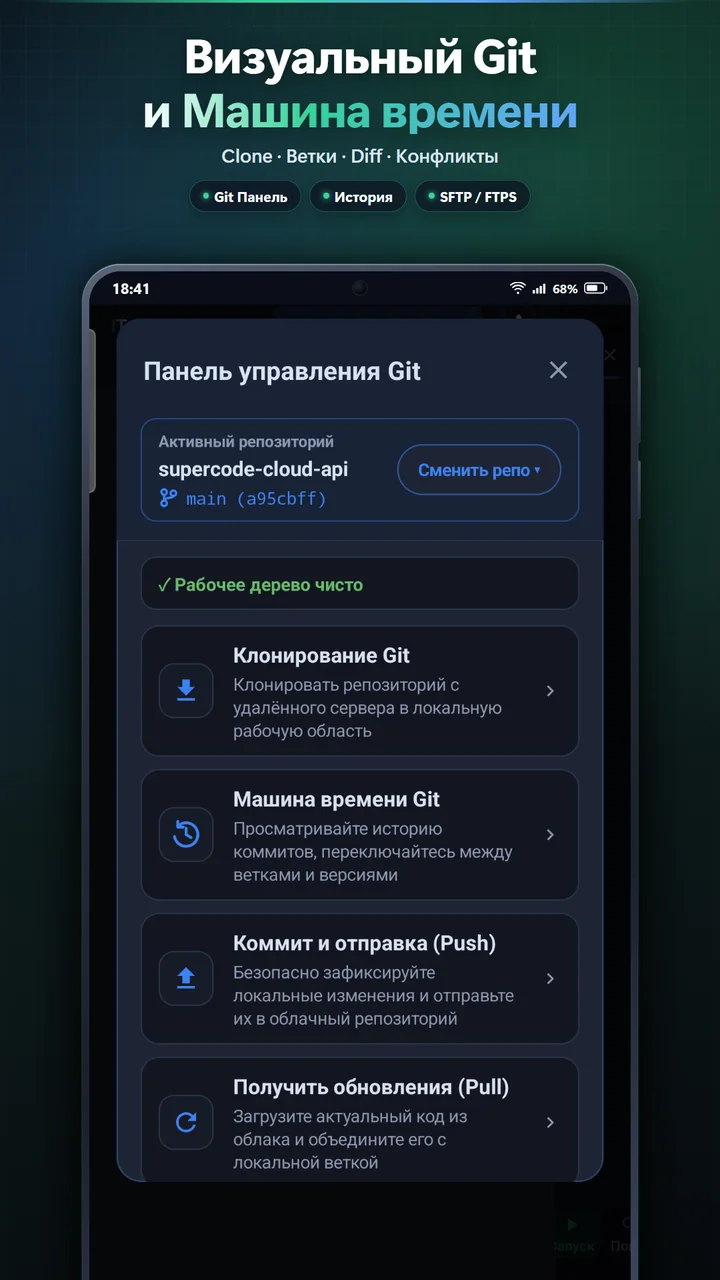 Визуальный Git
и Машина времени
Clone · Ветки · Diff · Конфликты
Git Панель
История
SFTP / FTPS
18:41
68%
Панель управления Git
Активный репозиторий
supercode-cloud-api
Сменить репо ▾
main (a95cbff)
✓ Рабочее дерево чисто
Клонирование Git
Клонировать репозиторий с
удалённого сервера в локальную
рабочую область
Машина времени Git
Просматривайте историю
коммитов, переключайтесь между
ветками и версиями
Коммит и отправка (Push)
Безопасно зафиксируйте
локальные изменения и отправьте
их в облачный репозиторий
Получить обновления (Pull)
Загрузите актуальный код из
облака и объедините его с
локальной веткой